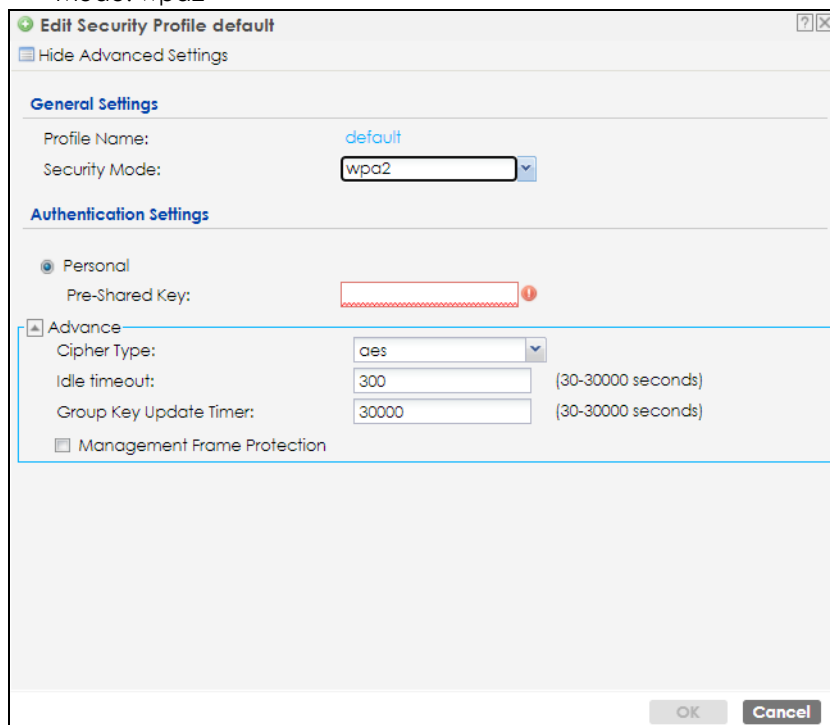 Edit Security Profile default
Hide Advanced Settings
General Settings
Profile Name: default
Security Mode: wpa2
Authentication Settings
Personal
Pre-Shared Key:
Advance
Cipher Type: aes
Idle timeout: 300 (30-30000 seconds)
Group Key Update Timer: 30000 (30-30000 seconds)
Management Frame Protection
OK Cancel